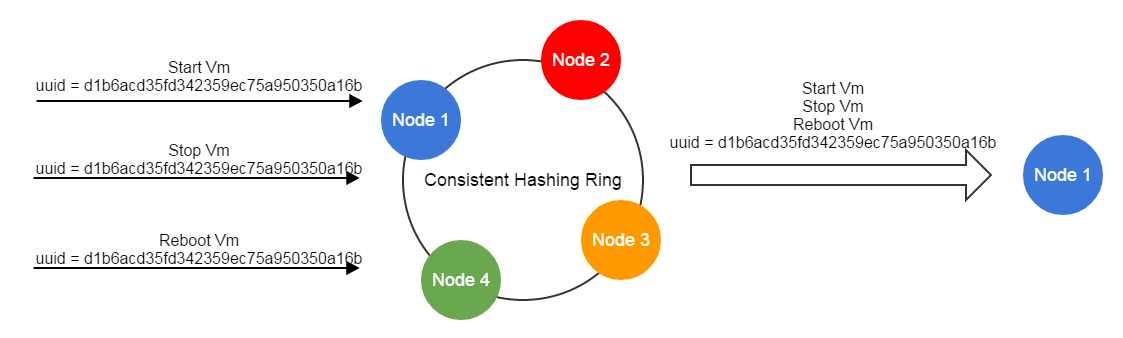 Start Vm
uuid = d1b6acd35fd342359ec75a950350a16b
Stop Vm
uuid = d1b6acd35fd342359ec75a950350a16b
Reboot Vm
uuid = d1b6acd35fd342359ec75a950350a16b
Node 2
Node 1
Consistent Hashing Ring
Node 3
Node 4
Start Vm
Stop Vm
Reboot Vm
uuid = d1b6acd35fd342359ec75a950350a16b
Node 1